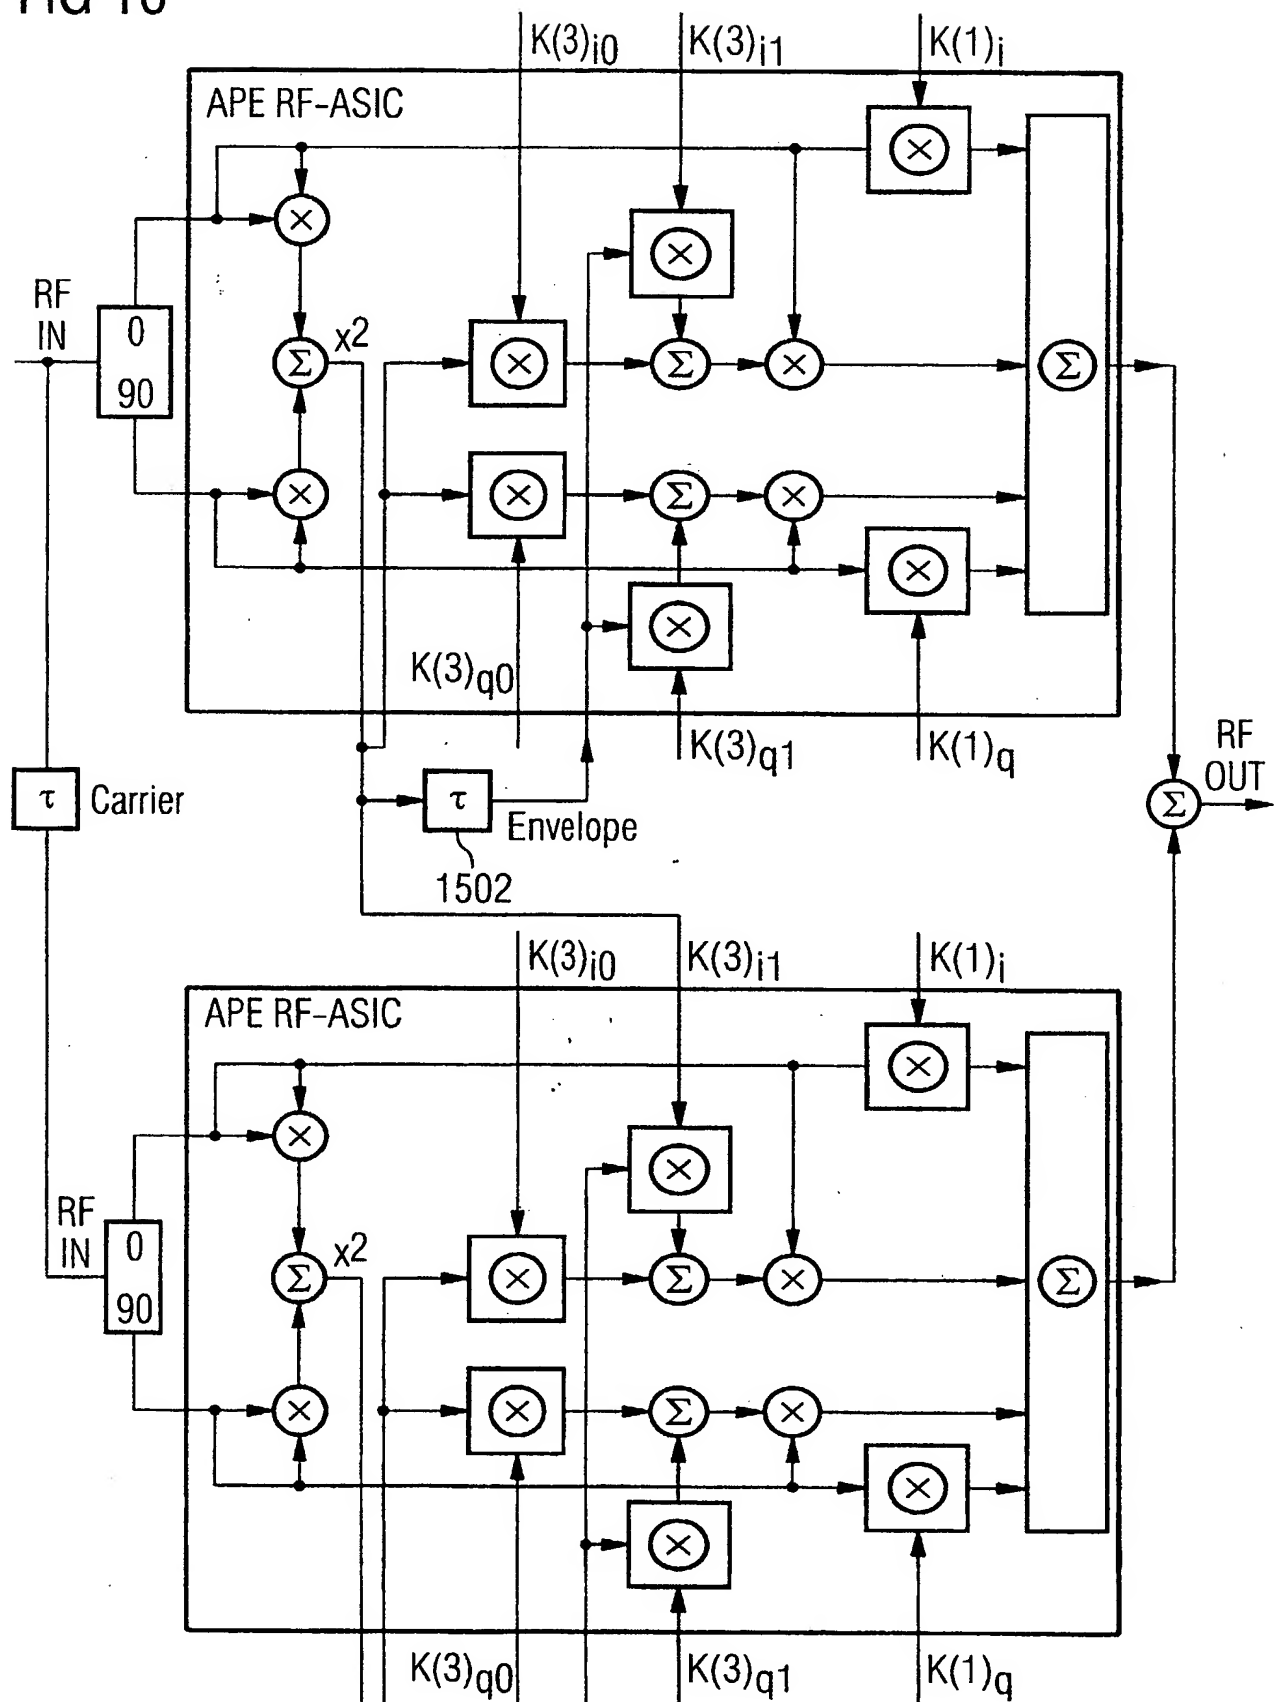 K(3)i0
K(3)i1
K(1)i
APE RF-ASIC
RF
IN
0
90
x2
Σ
Σ
Σ
Σ
K(3)q0
K(3)q1
K(1)q
RF
OUT
τ
Carrier
τ
Envelope
1502
Σ
K(3)i0
K(3)i1
K(1)i
APE RF-ASIC
RF
IN
0
90
x2
Σ
Σ
Σ
Σ
K(3)q0
K(3)q1
K(1)q